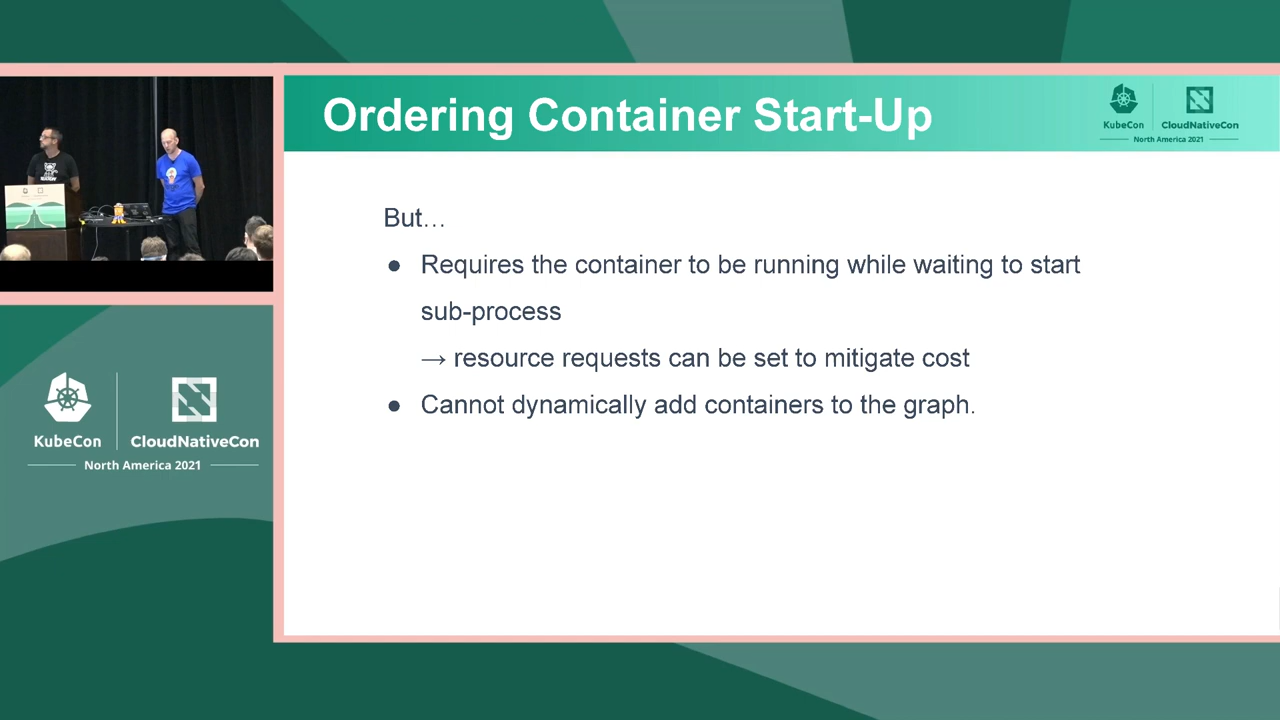 Ordering Container Start-Up
KubeCon
CloudNativeCon
North America 2021
But...
● Requires the container to be running while waiting to start
sub-process
→ resource requests can be set to mitigate cost
● Cannot dynamically add containers to the graph.
KubeCon
CloudNativeCon
North America 2021